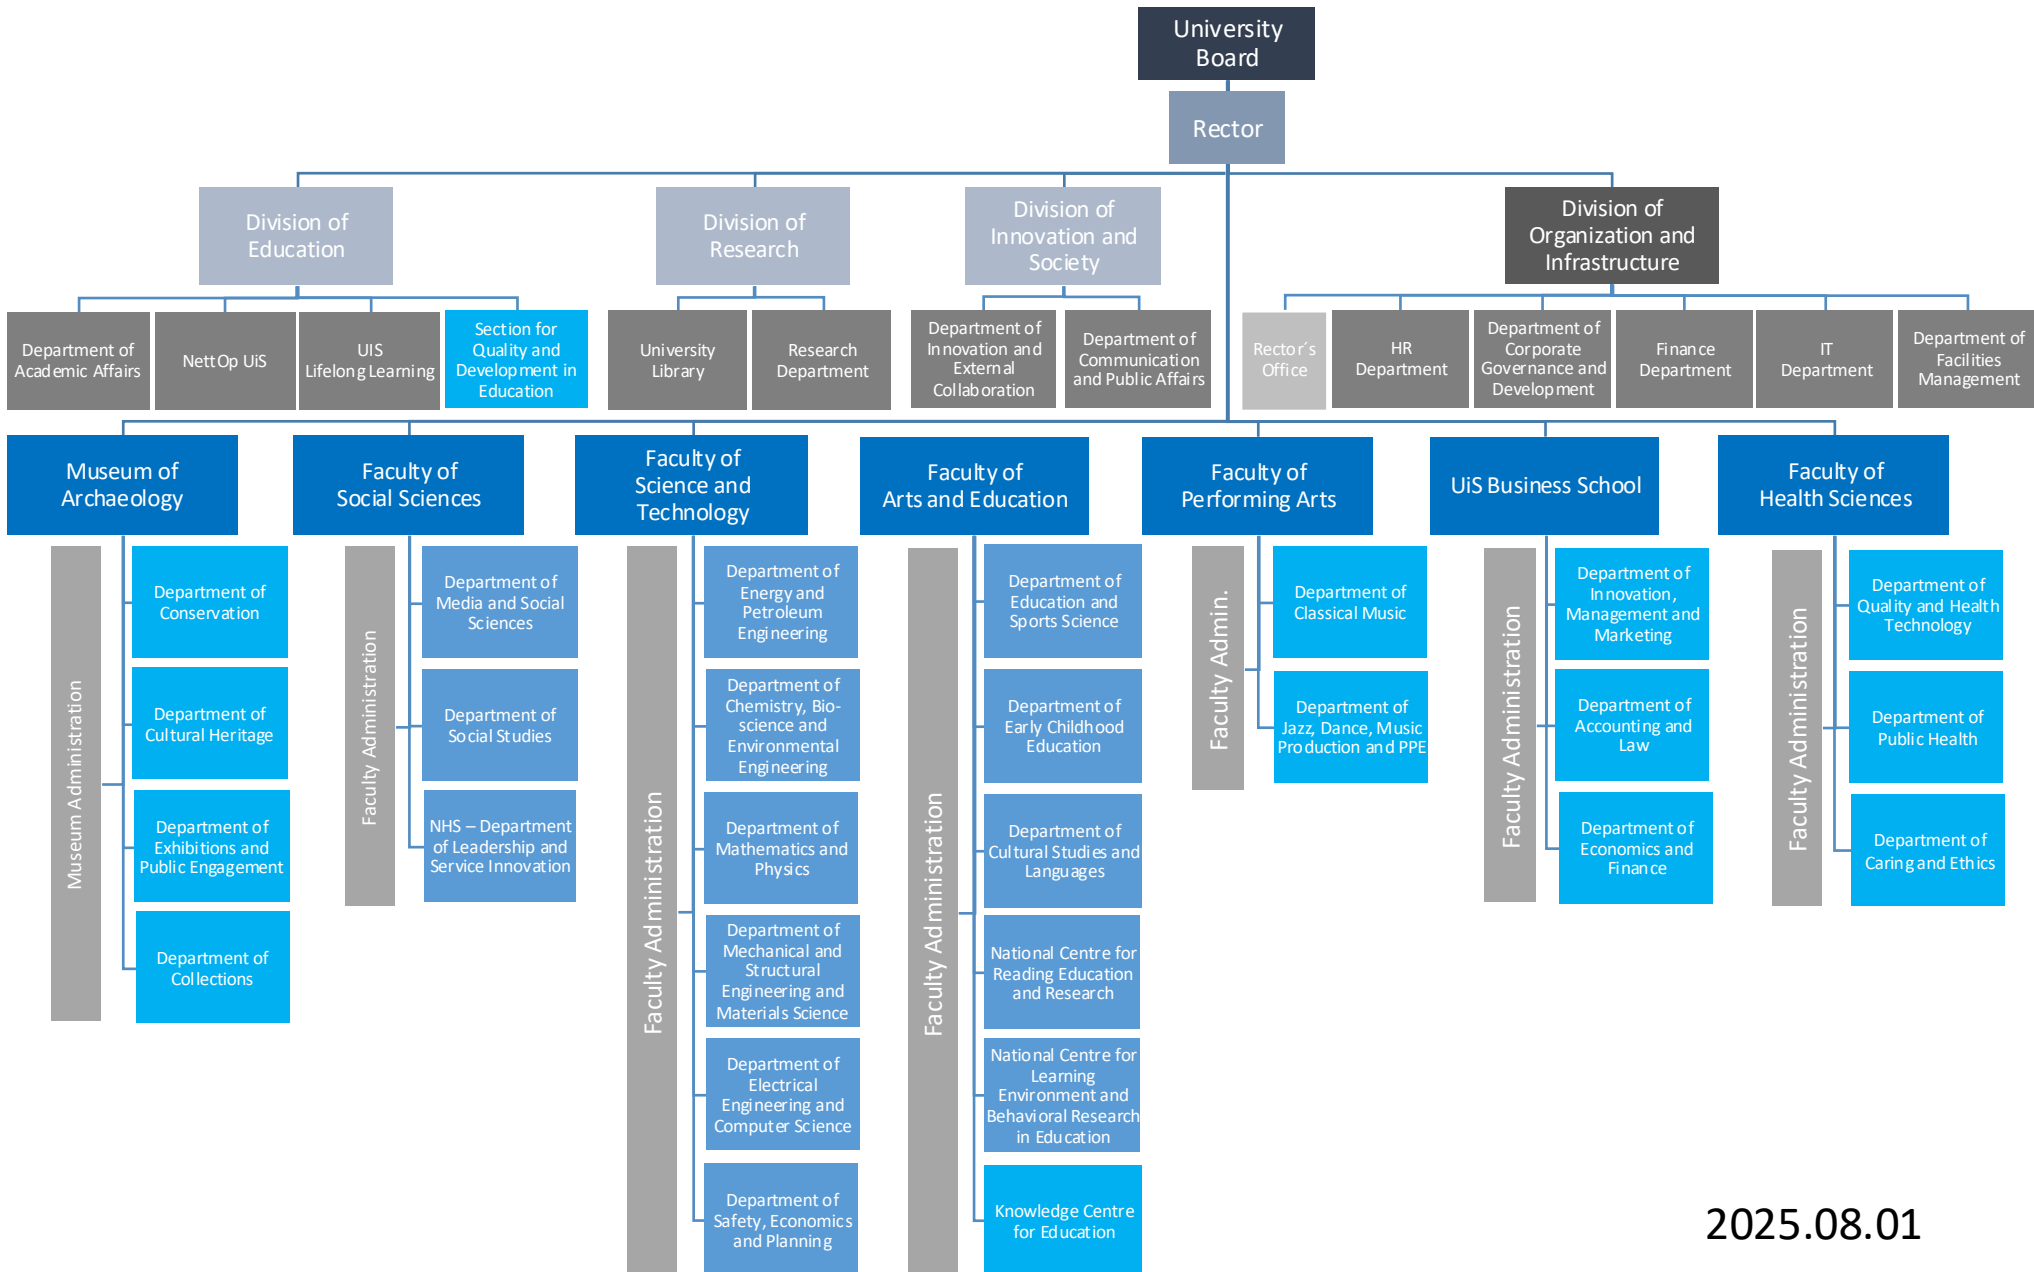 University
Board
Rector
Division of
Education
Division of
Research
Division of
Innovation and
Society
Division of
Organization and
Infrastructure
Department of
Academic Affairs
NettOp UiS
UIS
Lifelong Learning
Section for
Quality and
Development in
Education
University
Library
Research
Department
Department of
Innovation and
External
Collaboration
Department of
Communication
and Public Affairs
Rector´s
Office
HR
Department
Department of
Corporate
Governance and
Development
Finance
Department
IT
Department
Department of
Facilities
Management
Museum of
Archaeology
Faculty of
Social Sciences
Faculty of
Science and
Technology
Faculty of
Arts and Education
Faculty of
Performing Arts
UiS Business School
Faculty of
Health Sciences
Museum Administration
Department of
Conservation
Department of
Cultural Heritage
Department of
Exhibitions and
Public Engagement
Department of
Collections
Faculty Administration
Department of
Media and Social
Sciences
Department of
Social Studies
NHS – Department
of Leadership and
Service Innovation
Faculty Administration
Department of
Energy and
Petroleum
Engineering
Department of
Chemistry, Bio-
science and
Environmental
Engineering
Department of
Mathematics and
Physics
Department of
Mechanical and
Structural
Engineering and
Materials Science
Department of
Electrical
Engineering and
Computer Science
Department of
Safety, Economics
and Planning
Faculty Administration
Department of
Education and
Sports Science
Department of
Early Childhood
Education
Department of
Cultural Studies and
Languages
National Centre for
Reading Education
and Research
National Centre for
Learning
Environment and
Behavioral Research
in Education
Knowledge Centre
for Education
Faculty Admin.
Department of
Classical Music
Department of
Jazz, Dance, Music
Production and PPE
Faculty Administration
Department of
Innovation,
Management and
Marketing
Department of
Accounting and
Law
Department of
Economics and
Finance
Faculty Administration
Department of
Quality and Health
Technology
Department of
Public Health
Department of
Caring and Ethics
2025.08.01